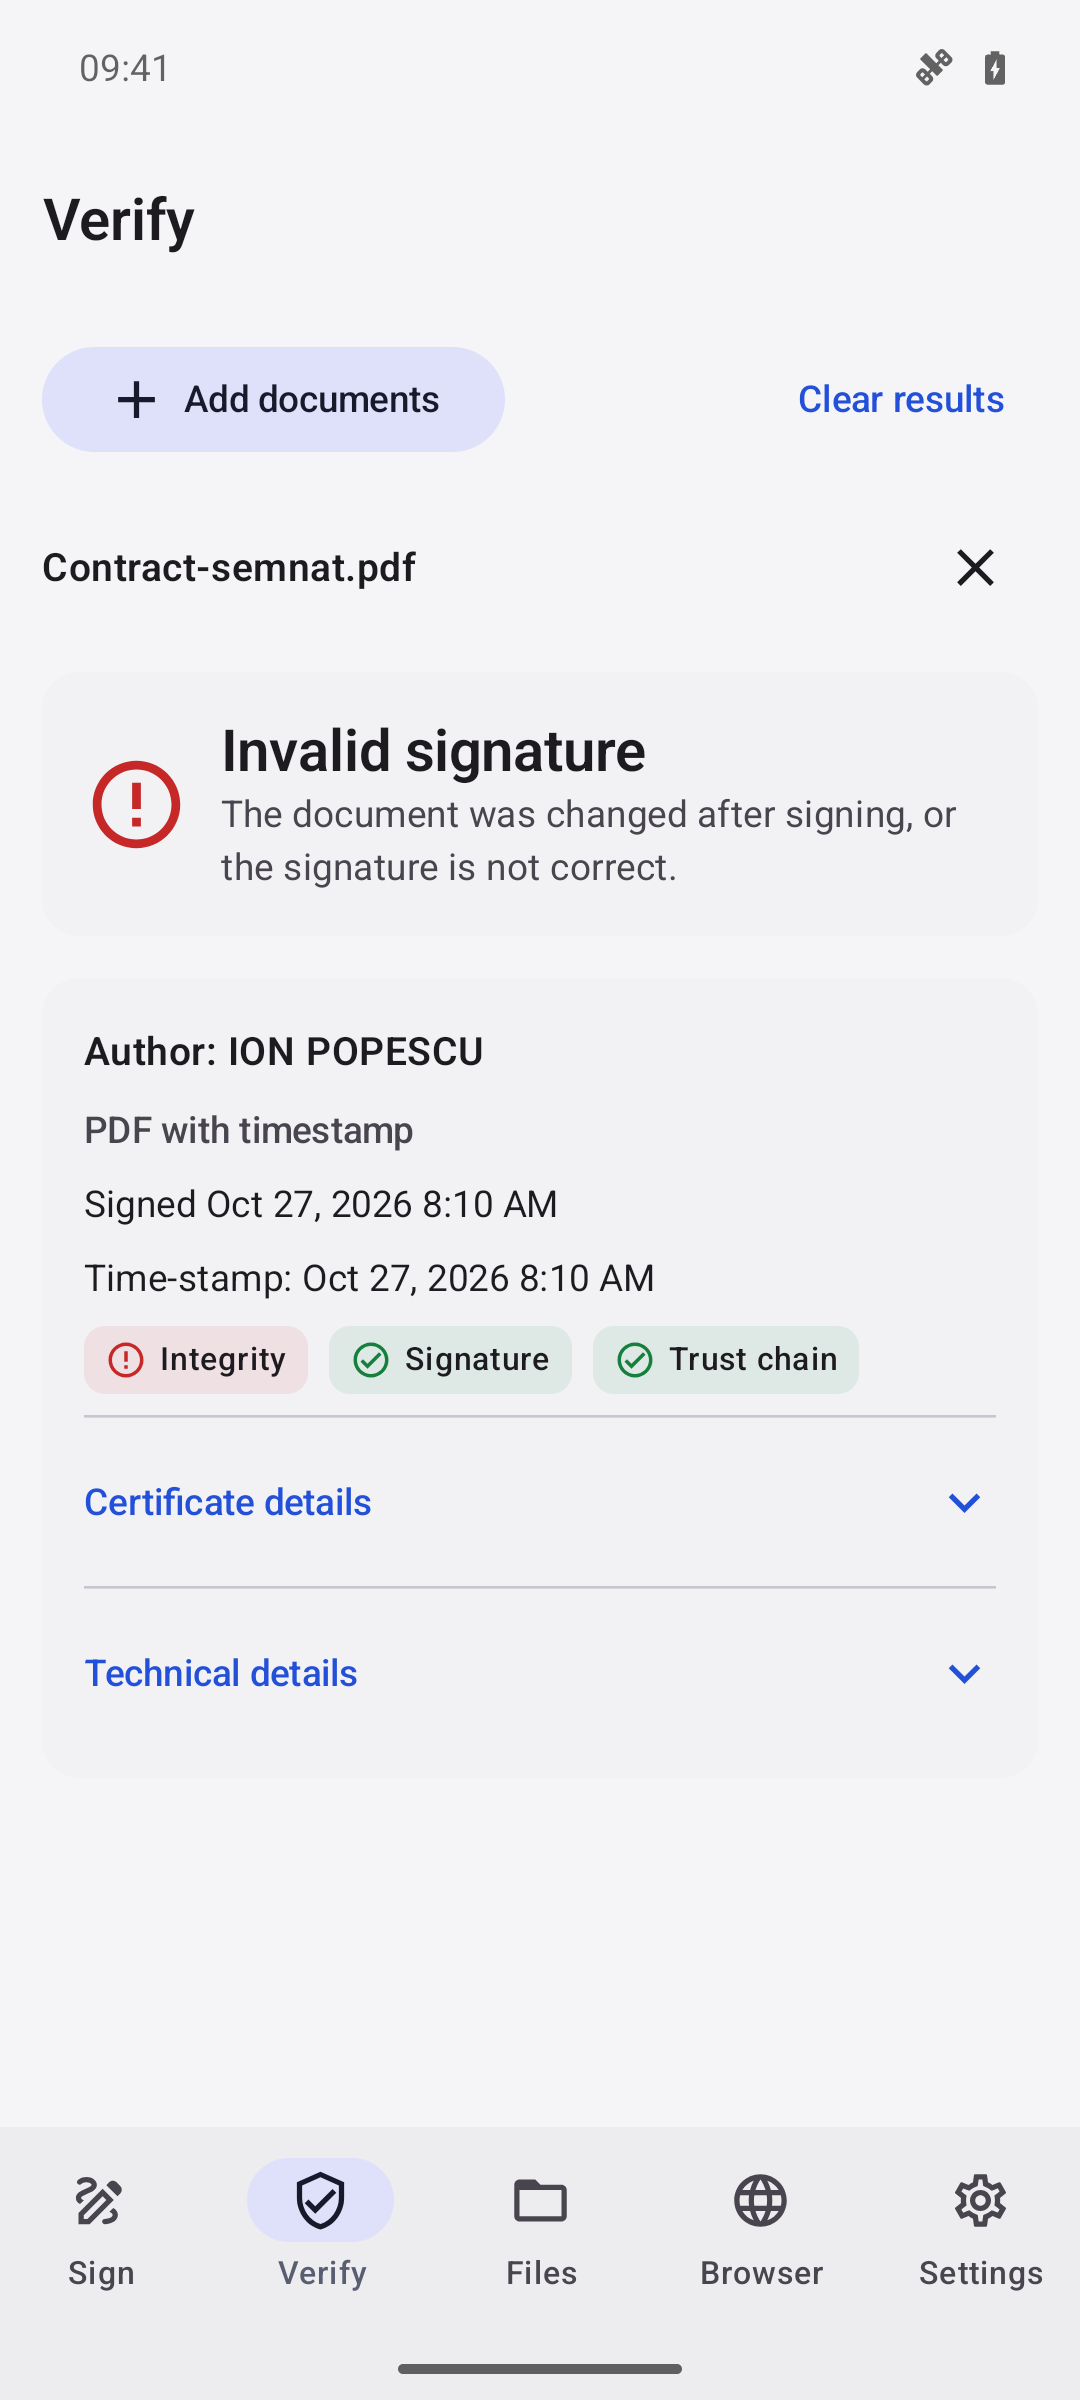 09:41
Verify
Add documents
Clear results
Contract-semnat.pdf
Invalid signature
The document was changed after signing, or
the signature is not correct.
Author: ION POPESCU
PDF with timestamp
Signed Oct 27, 2026 8:10 AM
Time-stamp: Oct 27, 2026 8:10 AM
Integrity Signature Trust chain
Certificate details
Technical details
Sign Verify Files Browser Settings